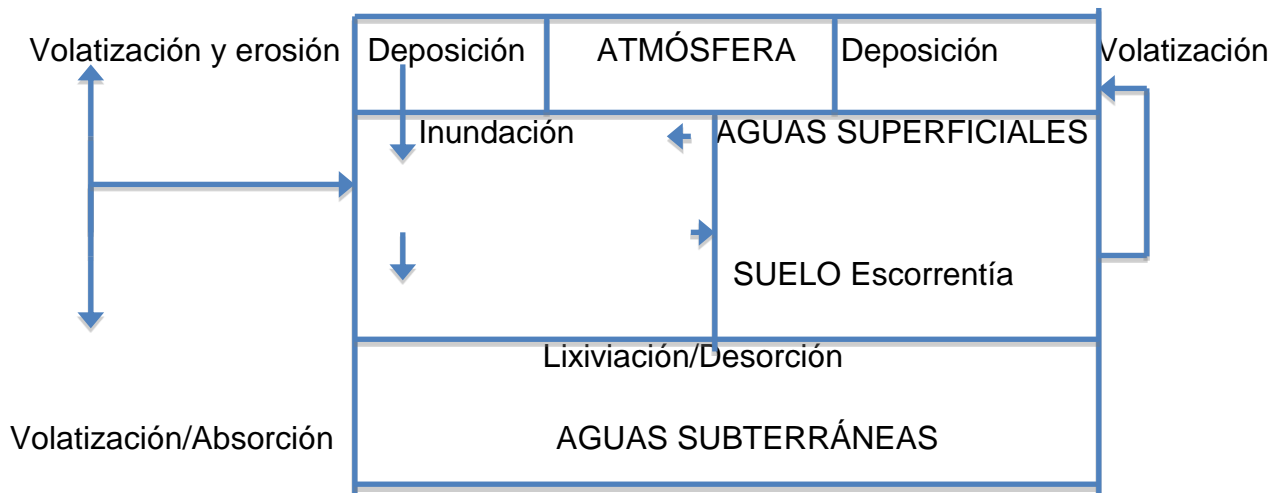 Volatización y erosión Deposición ATMÓSFERA Deposición Volatización
Inundación AGUAS SUPERFICIALES
SUELO Escorrentía
Lixiviación/Desorción
Volatización/Absorción AGUAS SUBTERRÁNEAS